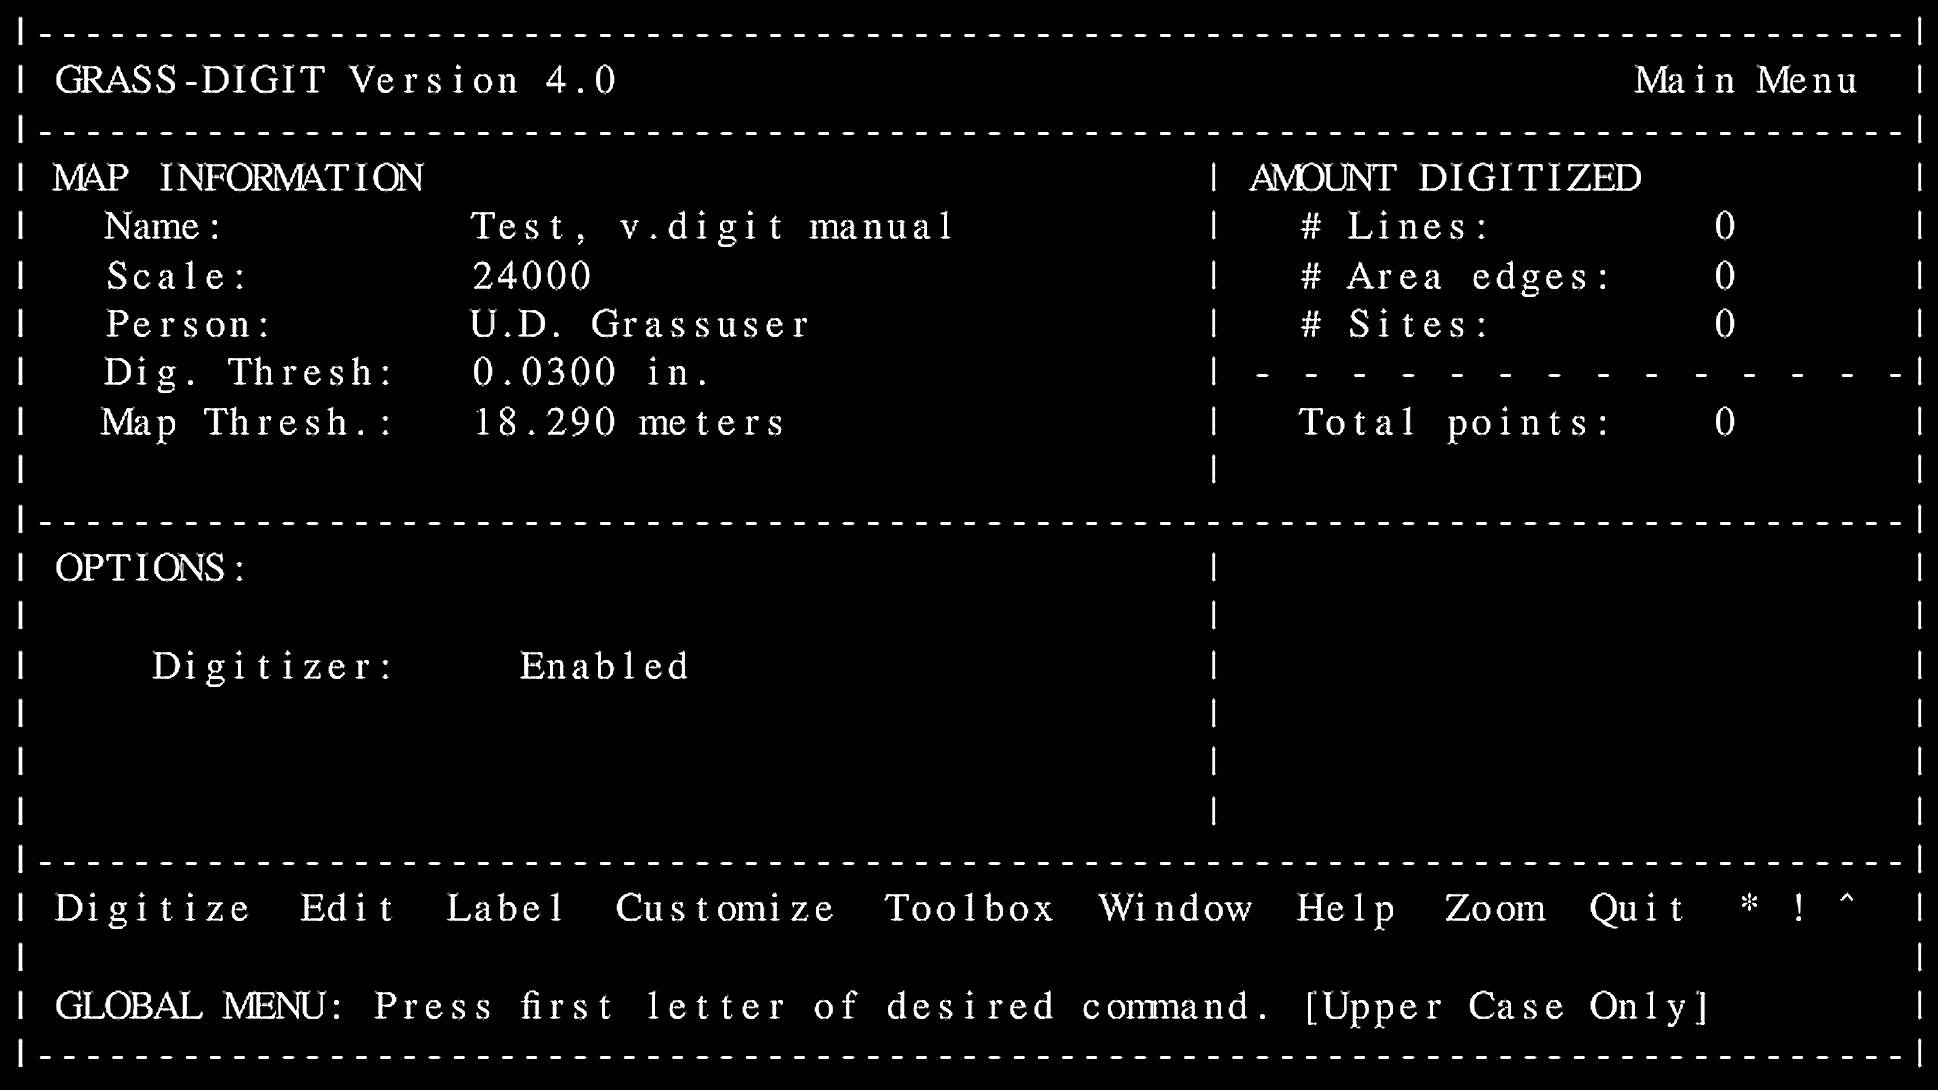 GRASS-DIGIT Version 4.0 Main Menu
MAP INFORMATION | AMOUNT DIGITIZED
Name: Test, v.digit manual | # Lines: 0
Scale: 24000 | # Area edges: 0
Person: U.D. Grassuser | # Sites: 0
Dig. Thresh: 0.0300 in. | - - - - - - - - - - - - - -
Map Thresh.: 18.290 meters | Total points: 0
OPTIONS:
Digitizer: Enabled
Digitize Edit Label Customize Toolbox Window Help Zoom Quit * ! ^
GLOBAL MENU: Press first letter of desired command. [Upper Case Only]